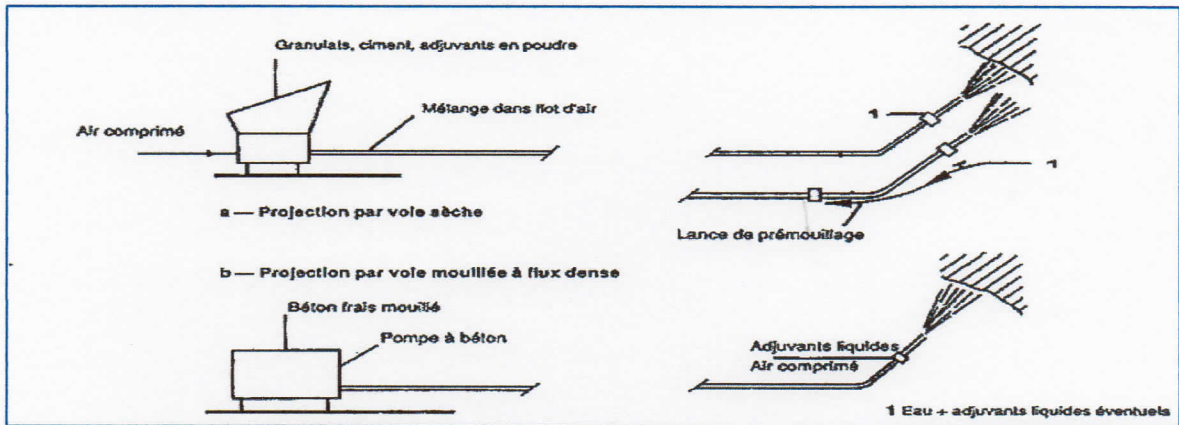 Granulats, ciment, adjuvants en poudre
Air comprimé
Mélange dans flot d'air
1
1
a — Projection par voie sèche
Lance de prémouillage
b — Projection par voie mouillée à flux dense
Béton frais mouillé
Pompe à béton
Adjuvants liquides
Air comprimé
1 Eau + adjuvants liquides éventuels